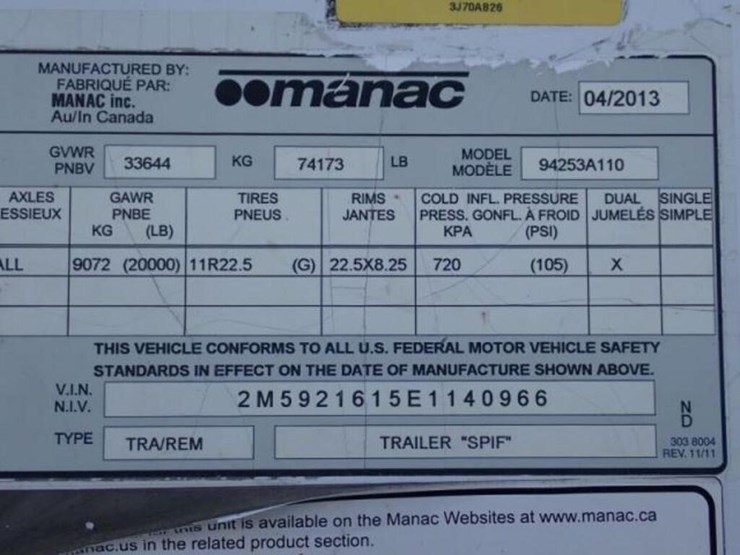 3J70AB26
MANUFACTURED BY:
FABRIQUÉ PAR:
MANAC inc.
Au/In Canada
manac
DATE: 04/2013
GVWR
PNBV
33644 KG 74173 LB
MODEL
MODÈLE
94253A110
AXLES GAWR TIRES RIMS COLD INFL. PRESSURE DUAL SINGLE
ESSIEUX PNBE PNEUS JANTES PRESS. GONFL. À FROID JUMELÉS SIMPLE
KG (LB) KPA (PSI)
ALL 9072 (20000) 11R22.5 (G) 22.5X8.25 720 (105) X
THIS VEHICLE CONFORMS TO ALL U.S. FEDERAL MOTOR VEHICLE SAFETY
STANDARDS IN EFFECT ON THE DATE OF MANUFACTURE SHOWN ABOVE.
V.I.N.
N.I.V.
2M5921615E1140966
ND
TYPE TRA/REM TRAILER "SPIF"
303 8004
REV. 11/11
unit is available on the Manac Websites at www.manac.ca
in the related product section.